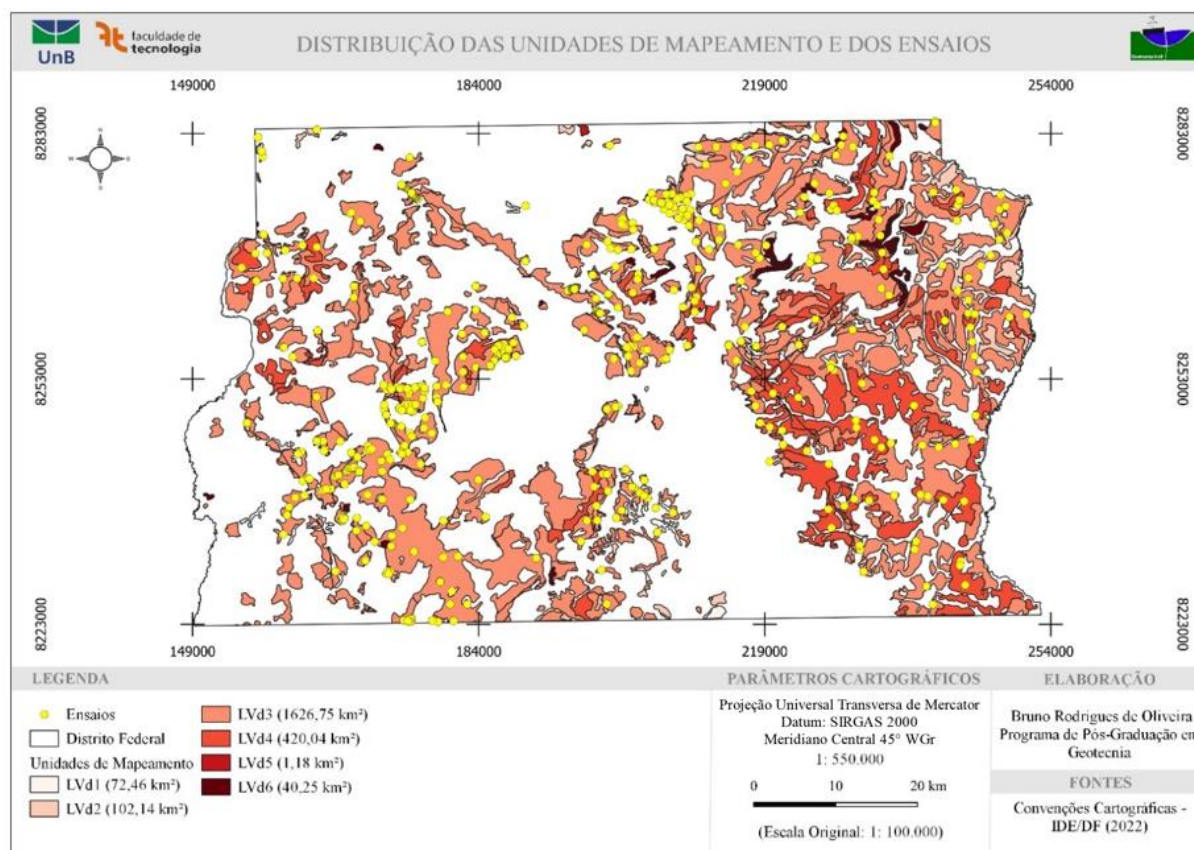 UnB
faculdade de
tecnologia
DISTRIBUIÇÃO DAS UNIDADES DE MAPEAMENTO E DOS ENSAIOS
149000 184000 219000 254000
8283000 8283000
8253000 8253000
8223000 8223000
149000 184000 219000 254000
LEGENDA
Ensaios
Distrito Federal
Unidades de Mapeamento
LVd1 (72,46 km²)
LVd2 (102,14 km²)
LVd3 (1626,75 km²)
LVd4 (420,04 km²)
LVd5 (1,18 km²)
LVd6 (40,25 km²)
PARÂMETROS CARTOGRÁFICOS
Projeção Universal Transversa de Mercator
Datum: SIRGAS 2000
Meridiano Central 45° WGr
1: 550.000
0 10 20 km
(Escala Original: 1: 100.000)
ELABORAÇÃO
Bruno Rodrigues de Oliveira
Programa de Pós-Graduação em
Geotecnia
FONTES
Convenções Cartográficas -
IDE/DF (2022)